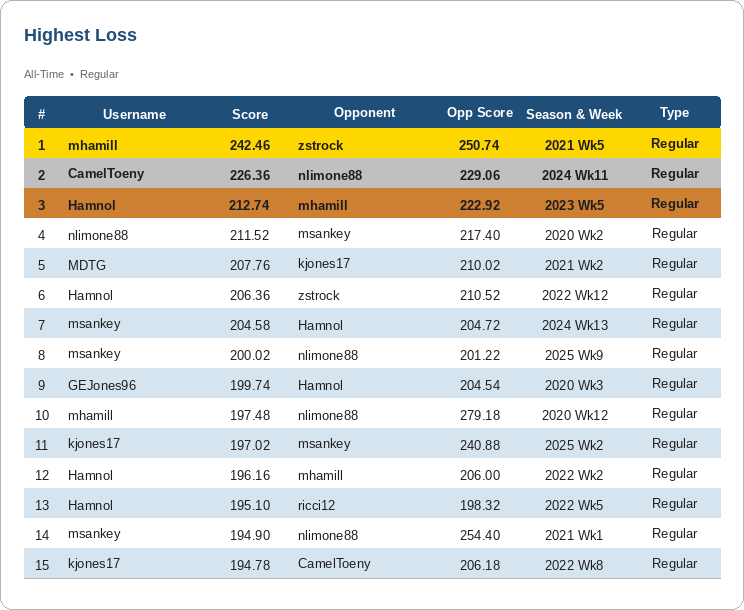 Highest Loss
All-Time • Regular
# Username Score Opponent Opp Score Season & Week Type
1 mhamill 242.46 zstrock 250.74 2021 Wk5 Regular
2 CamelToeny 226.36 nlimone88 229.06 2024 Wk11 Regular
3 Hamnol 212.74 mhamill 222.92 2023 Wk5 Regular
4 nlimone88 211.52 msankey 217.40 2020 Wk2 Regular
5 MDTG 207.76 kjones17 210.02 2021 Wk2 Regular
6 Hamnol 206.36 zstrock 210.52 2022 Wk12 Regular
7 msankey 204.58 Hamnol 204.72 2024 Wk13 Regular
8 msankey 200.02 nlimone88 201.22 2025 Wk9 Regular
9 GEJones96 199.74 Hamnol 204.54 2020 Wk3 Regular
10 mhamill 197.48 nlimone88 279.18 2020 Wk12 Regular
11 kjones17 197.02 msankey 240.88 2025 Wk2 Regular
12 Hamnol 196.16 mhamill 206.00 2022 Wk2 Regular
13 Hamnol 195.10 ricci12 198.32 2022 Wk5 Regular
14 msankey 194.90 nlimone88 254.40 2021 Wk1 Regular
15 kjones17 194.78 CamelToeny 206.18 2022 Wk8 Regular